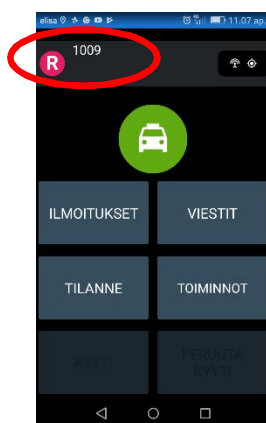 elisa 11.07 ap.
R 1009
ILMOITUKSET VIESTIT
TILANNE TOIMINNOT
KYYTI PERUUTA
KYYTI